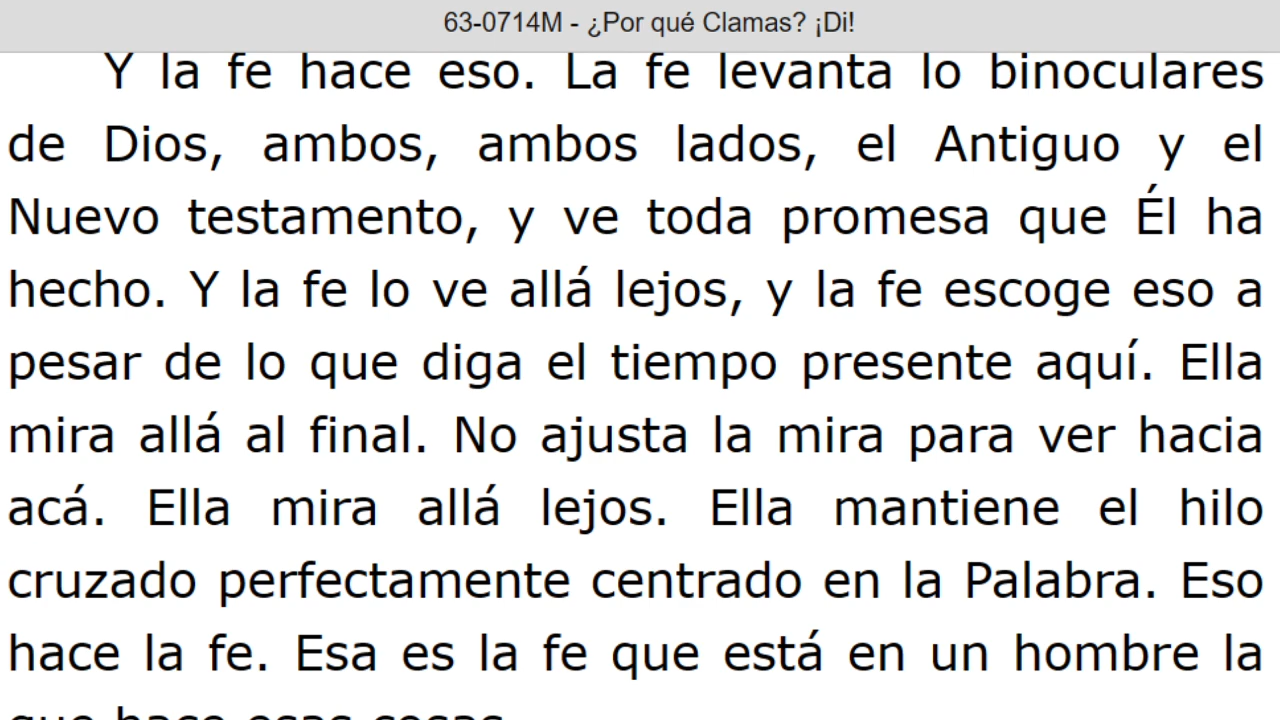 63-0714M - ¿Por qué Clamas? ¡Di!
Y la fe hace eso. La fe levanta lo binoculares
de Dios, ambos, ambos lados, el Antiguo y el
Nuevo testamento, y ve toda promesa que Él ha
hecho. Y la fe lo ve allá lejos, y la fe escoge eso a
pesar de lo que diga el tiempo presente aquí. Ella
mira allá al final. No ajusta la mira para ver hacia
acá. Ella mira allá lejos. Ella mantiene el hilo
cruzado perfectamente centrado en la Palabra. Eso
hace la fe. Esa es la fe que está en un hombre la
que hace esas cosas